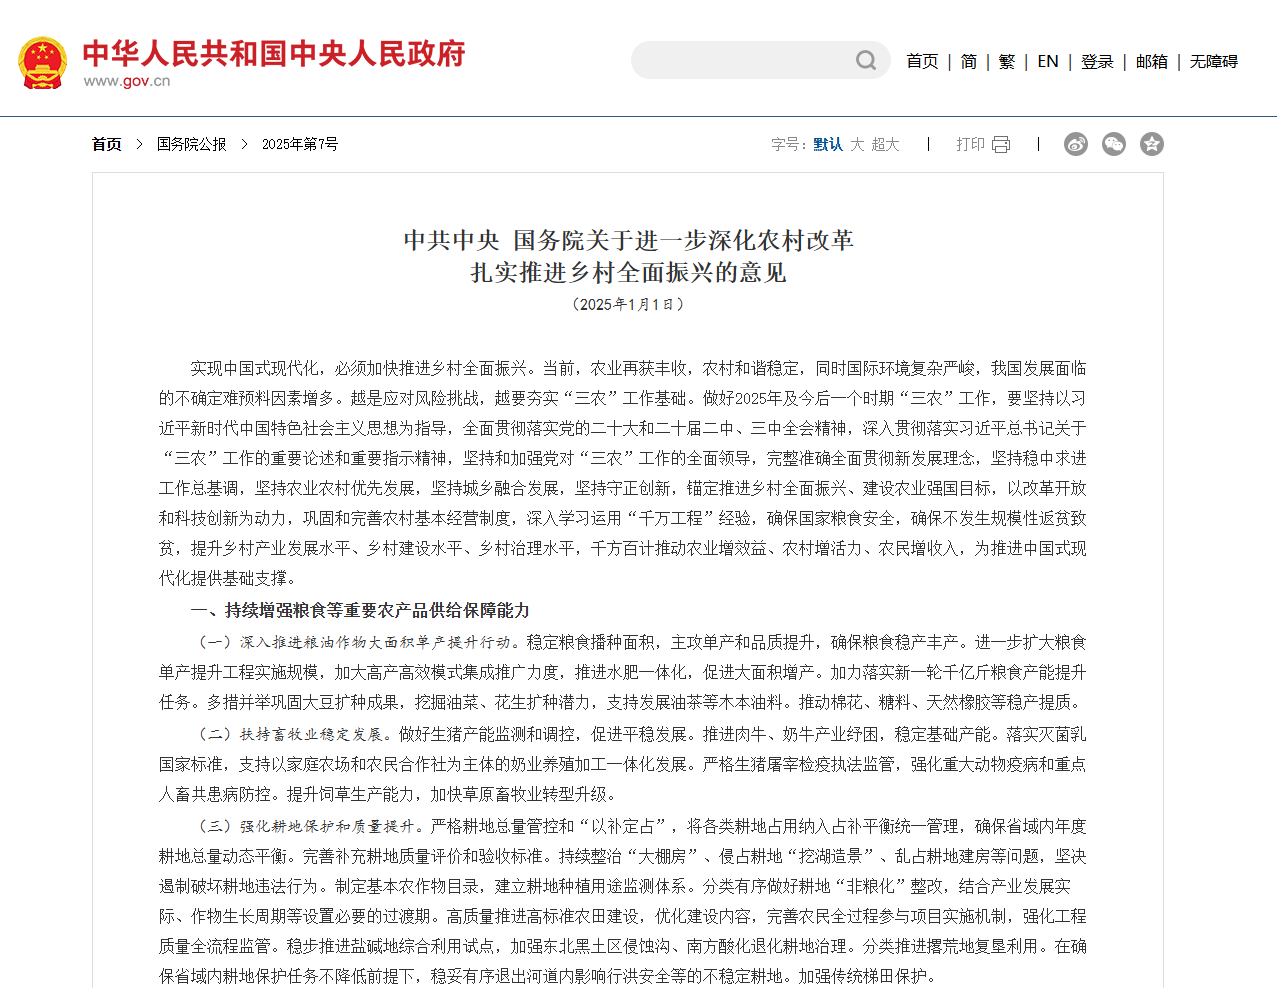 中华人民共和国中央人民政府
www.gov.cn
首页 | 简 | 繁 | EN | 登录 | 邮箱 | 无障碍
首页 > 国务院公报 > 2025年第7号
字号：默认 大 超大 | 打印 |
中共中央 国务院关于进一步深化农村改革
扎实推进乡村全面振兴的意见
（2025年1月1日）
实现中国式现代化，必须加快推进乡村全面振兴。当前，农业再获丰收，农村和谐稳定，同时国际环境复杂严峻，我国发展面临
的不确定难预料因素增多。越是应对风险挑战，越要夯实“三农”工作基础。做好2025年及今后一个时期“三农”工作，要坚持以习
近平新时代中国特色社会主义思想为指导，全面贯彻落实党的二十大和二十届二中、三中全会精神，深入贯彻落实习近平总书记关于
“三农”工作的重要论述和重要指示精神，坚持和加强党对“三农”工作的全面领导，完整准确全面贯彻新发展理念，坚持稳中求进
工作总基调，坚持农业农村优先发展，坚持城乡融合发展，坚持守正创新，锚定推进乡村全面振兴、建设农业强国目标，以改革开放
和科技创新为动力，巩固和完善农村基本经营制度，深入学习运用“千万工程”经验，确保国家粮食安全，确保不发生规模性返贫致
贫，提升乡村产业发展水平、乡村建设水平、乡村治理水平，千方百计推动农业增效益、农村增活力、农民增收入，为推进中国式现
代化提供基础支撑。
一、持续增强粮食等重要农产品供给保障能力
（一）深入推进粮油作物大面积单产提升行动。稳定粮食播种面积，主攻单产和品质提升，确保粮食稳产丰产。进一步扩大粮食
单产提升工程实施规模，加大高产高效模式集成推广力度，推进水肥一体化，促进大面积增产。加力落实新一轮千亿斤粮食产能提升
任务。多措并举巩固大豆扩种成果，挖掘油菜、花生扩种潜力，支持发展油茶等木本油料。推动棉花、糖料、天然橡胶等稳产提质。
（二）扶持畜牧业稳定发展。做好生猪产能监测和调控，促进平稳发展。推进肉牛、奶牛产业纾困，稳定基础产能。落实灭菌乳
国家标准，支持以家庭农场和农民合作社为主体的奶业养殖加工一体化发展。严格生猪屠宰检疫执法监管，强化重大动物疫病和重点
人畜共患病防控。提升饲草生产能力，加快草原畜牧业转型升级。
（三）强化耕地保护和质量提升。严格耕地总量管控和“以补定占”，将各类耕地占用纳入占补平衡统一管理，确保省域内年度
耕地总量动态平衡。完善补充耕地质量评价和验收标准。持续整治“大棚房”、侵占耕地“挖湖造景”、乱占耕地建房等问题，坚决
遏制破坏耕地违法行为。制定基本农作物目录，建立耕地种植用途监测体系。分类有序做好耕地“非粮化”整改，结合产业发展实
际、作物生长周期等设置必要的过渡期。高质量推进高标准农田建设，优化建设内容，完善农民全过程参与项目实施机制，强化工程
质量全流程监管。稳步推进盐碱地综合利用试点，加强东北黑土区侵蚀沟、南方酸化退化耕地治理。分类推进撂荒地复垦利用。在确
保省域内耕地保护任务不降低前提下，稳妥有序退出河道内影响行洪安全等的不稳定耕地。加强传统梯田保护。